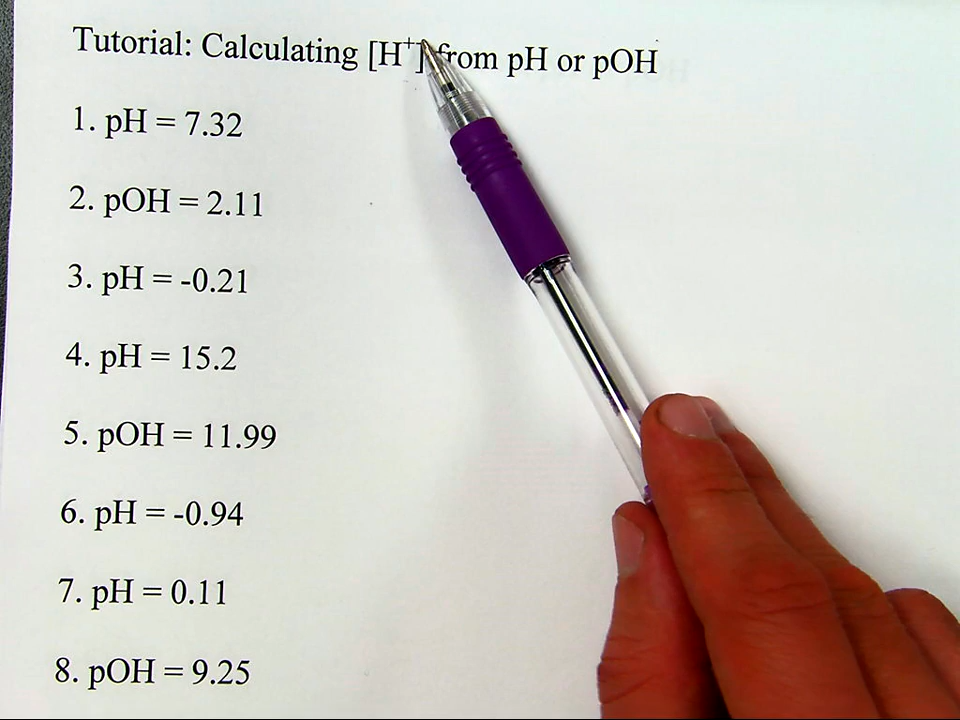 Tutorial: Calculating [H⁺] from pH or pOH
1. pH = 7.32
2. pOH = 2.11
3. pH = -0.21
4. pH = 15.2
5. pOH = 11.99
6. pH = -0.94
7. pH = 0.11
8. pOH = 9.25